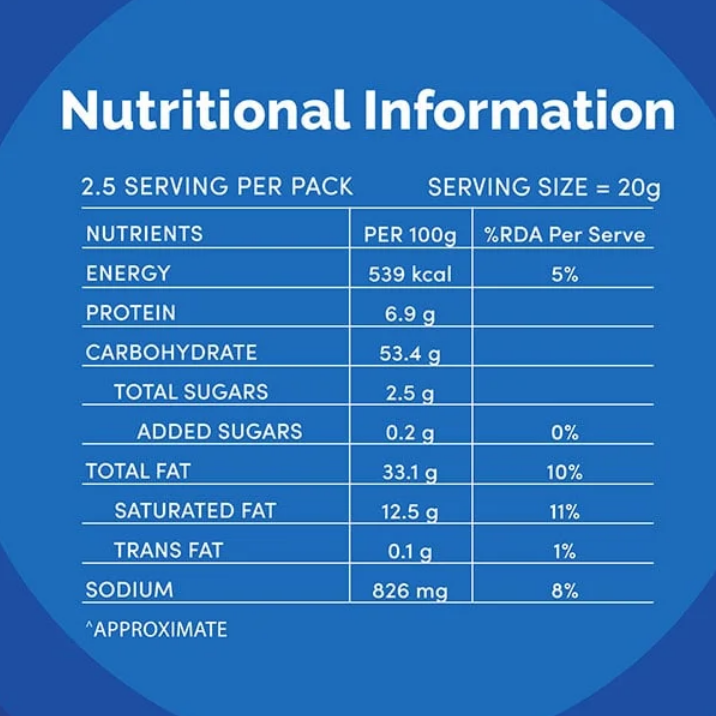 Nutritional Information
2.5 SERVING PER PACK SERVING SIZE = 20g
NUTRIENTS PER 100g %RDA Per Serve
ENERGY 539 kcal 5%
PROTEIN 6.9 g
CARBOHYDRATE 53.4 g
TOTAL SUGARS 2.5 g
ADDED SUGARS 0.2 g 0%
TOTAL FAT 33.1 g 10%
SATURATED FAT 12.5 g 11%
TRANS FAT 0.1 g 1%
SODIUM 826 mg 8%
^APPROXIMATE